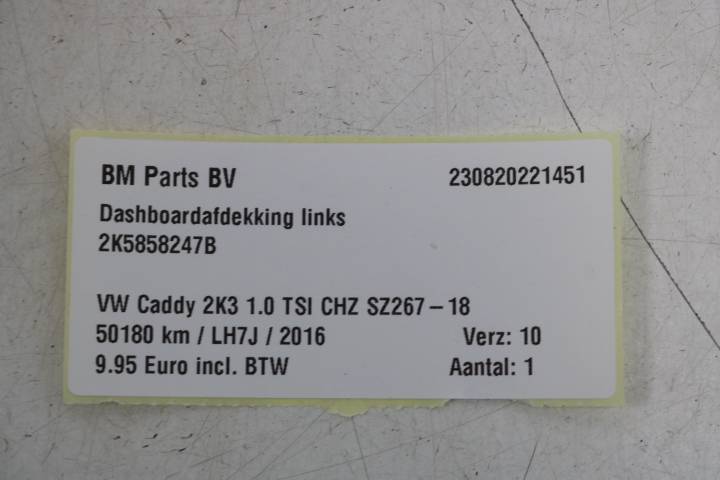 BM Parts BV 230820221451
Dashboardafdekking links
2K5858247B
VW Caddy 2K3 1.0 TSI CHZ SZ267-18
50180 km / LH7J / 2016 Verz: 10
9.95 Euro incl. BTW Aantal: 1